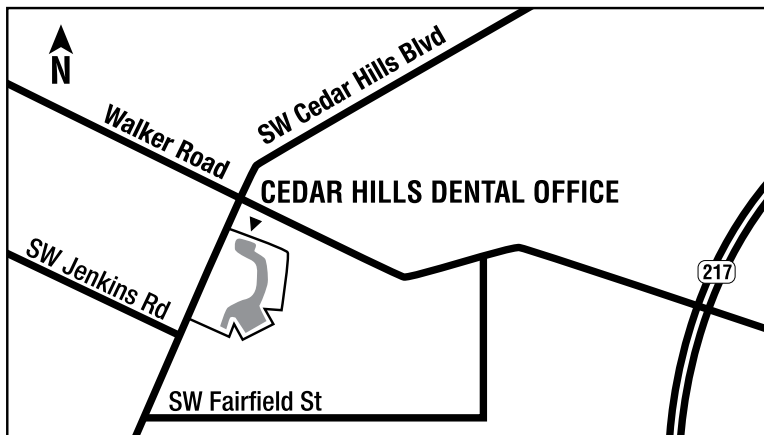 N
SW Cedar Hills Blvd
Walker Road
CEDAR HILLS DENTAL OFFICE
SW Jenkins Rd
217
SW Fairfield St